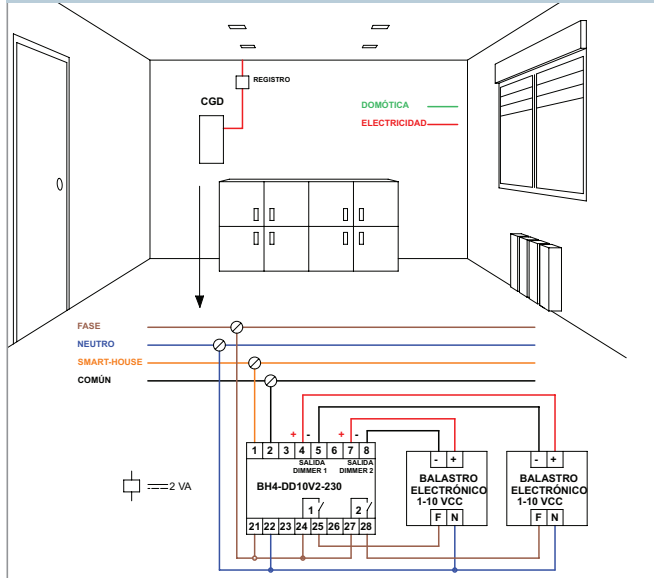 REGISTRO
CGD
DOMÓTICA
ELECTRICIDAD
FASE
NEUTRO
SMART-HOUSE
COMÚN
+ - + -
1 2 3 4 5 6 7 8
SALIDA DIMMER 1
SALIDA DIMMER 2
BH4-DD10V2-230
1 2
21 22 23 24 25 26 27 28
- +
BALASTRO
ELECTRÓNICO
1-10 VCC
F N
- +
BALASTRO
ELECTRÓNICO
1-10 VCC
F N
2 VA